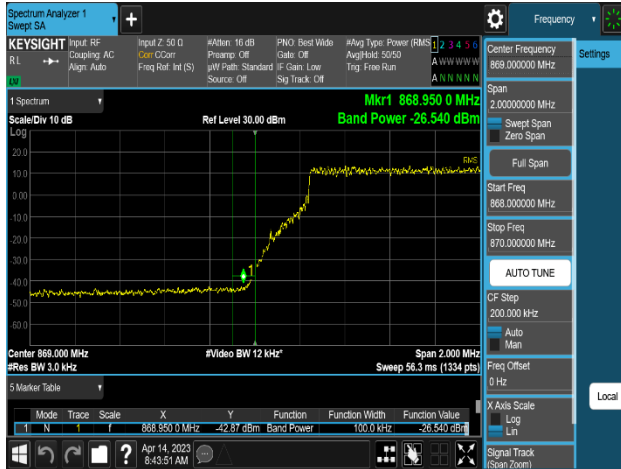 Spectrum Analyzer 1
Swept SA
+
Frequency
KEYSIGHT
RL
Input: RF
Coupling: AC
Align: Auto
Input Z: 50 Ω
Corr CCorr
Freq Ref: Int (S)
#Atten: 16 dB
Preamp: Off
µW Path: Standard
Source: Off
PNO: Best Wide
Gate: Off
IF Gain: Low
Sig Track: Off
#Avg Type: Power (RMS
Avg|Hold: 50/50
Trig: Free Run
1 2 3 4 5 6
A W W W W W
A N N N N N
1 Spectrum
Scale/Div 10 dB
Ref Level 30.00 dBm
Mkr1 868.950 0 MHz
Band Power -26.540 dBm
Log
20.0
10.0
0.00
-10.0
-20.0
-30.0
-40.0
-50.0
-60.0
RMS
1
Center 869.000 MHz
#Res BW 3.0 kHz
#Video BW 12 kHz*
Span 2.000 MHz
Sweep 56.3 ms (1334 pts)
5 Marker Table
Mode Trace Scale X Y Function Function Width Function Value
1 N 1 f 868.950 0 MHz -42.87 dBm Band Power 100.0 kHz -26.540 dBm
?
Apr 14, 2023
8:43:51 AM
Center Frequency
869.000000 MHz
Span
2.00000000 MHz
Swept Span
Zero Span
Full Span
Start Freq
868.000000 MHz
Stop Freq
870.000000 MHz
AUTO TUNE
CF Step
200.000 kHz
Auto
Man
Freq Offset
0 Hz
X Axis Scale
Log
Lin
Signal Track
(Span Zoom)
Settings
Local